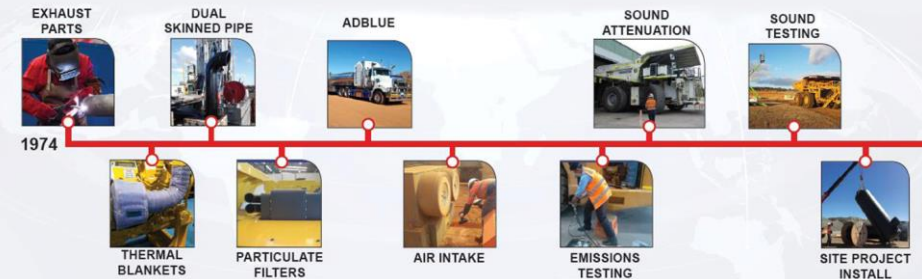 EXHAUST
PARTS
DUAL
SKINNED PIPE
ADBLUE
SOUND
ATTENUATION
SOUND
TESTING
1974
THERMAL
BLANKETS
PARTICULATE
FILTERS
AIR INTAKE
EMISSIONS
TESTING
SITE PROJECT
INSTALL